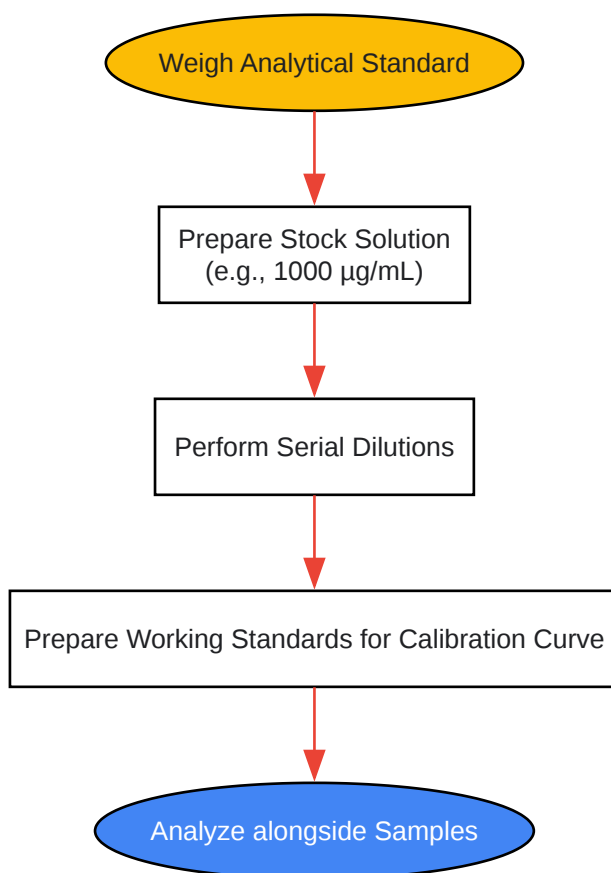 Weigh Analytical Standard
Prepare Stock Solution
(e.g., 1000 µg/mL)
Perform Serial Dilutions
Prepare Working Standards for Calibration Curve
Analyze alongside Samples